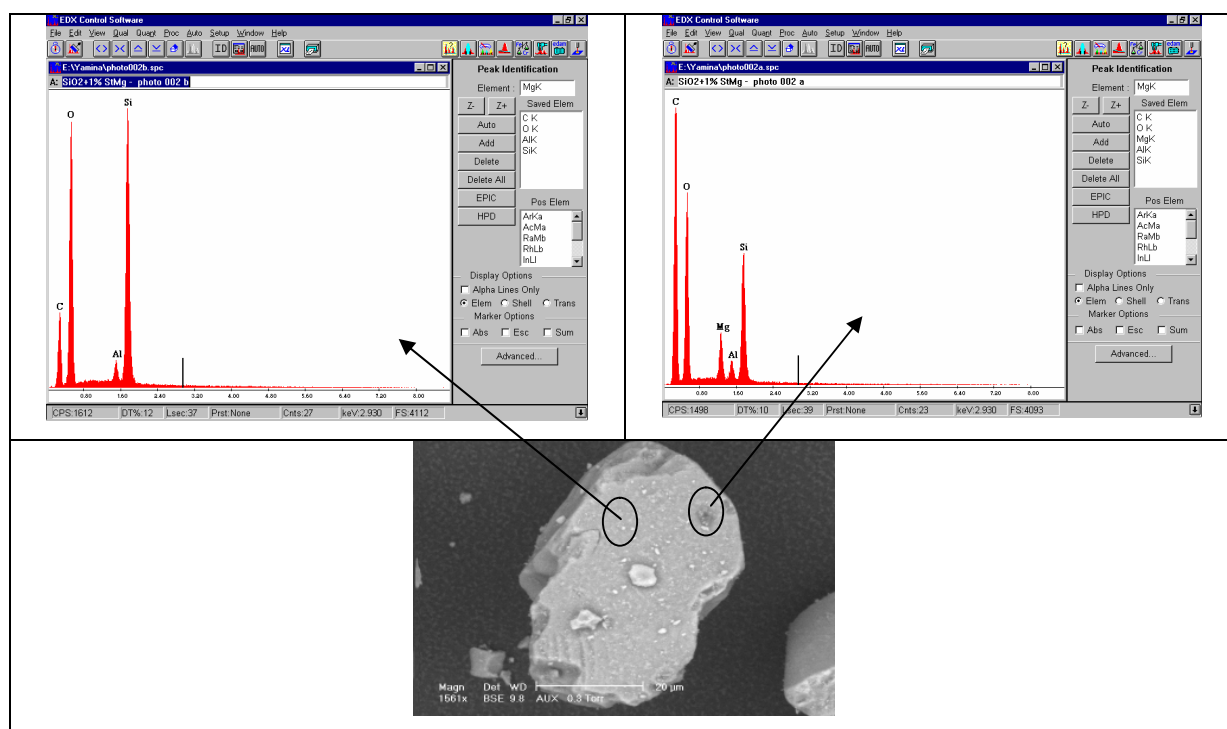 EDX Control Software
File Edit View Qual Quant Proc Auto Setup Window Help
ID AUTO
E:\Yamina\photo002b.spc
A: SiO2+1% StMg - photo 002 b
O
Si
C
Al
0.80 1.60 2.40 3.20 4.00 4.80 5.60 6.40 7.20 8.00
CPS:1612 DT%:12 Lsec:37 Prst:None Cnts:27 keV:2.930 FS:4112
Peak Identification
Element : MgK
Z- Z+ Saved Elem
Auto
Add
Delete
Delete All
EPIC
HPD
C K
O K
AlK
SiK
Pos Elem
ArKa
AcMa
RaMb
RhLb
InLl
Display Options
Alpha Lines Only
Elem Shell Trans
Marker Options
Abs Esc Sum
Advanced...
EDX Control Software
File Edit View Qual Quant Proc Auto Setup Window Help
ID AUTO
E:\Yamina\photo002a.spc
A: SiO2+1% StMg - photo 002 a
C
O
Si
Mg
Al
0.80 1.60 2.40 3.20 4.00 4.80 5.60 6.40 7.20 8.00
CPS:1498 DT%:10 Lsec:39 Prst:None Cnts:23 keV:2.930 FS:4093
Peak Identification
Element : MgK
Z- Z+ Saved Elem
Auto
Add
Delete
Delete All
EPIC
HPD
C K
O K
MgK
AlK
SiK
Pos Elem
ArKa
AcMa
RaMb
RhLb
InLl
Display Options
Alpha Lines Only
Elem Shell Trans
Marker Options
Abs Esc Sum
Advanced...
Magn Det WD 20 µm
1561x BSE 9.8 AUX 0.3 Torr